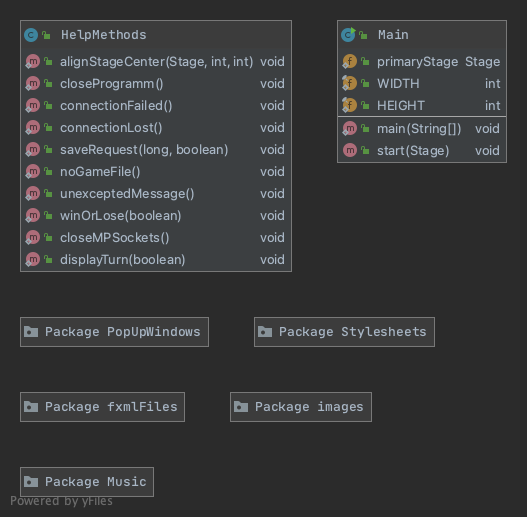 HelpMethods
alignStageCenter(Stage, int, int) void
closeProgramm() void
connectionFailed() void
connectionLost() void
saveRequest(long, boolean) void
noGameFile() void
unexceptedMessage() void
winOrLose(boolean) void
closeMPSockets() void
displayTurn(boolean) void
Main
primaryStage Stage
WIDTH int
HEIGHT int
main(String[]) void
start(Stage) void
Package PopUpWindows
Package Stylesheets
Package fxmlFiles
Package images
Package Music
Powered by yFiles